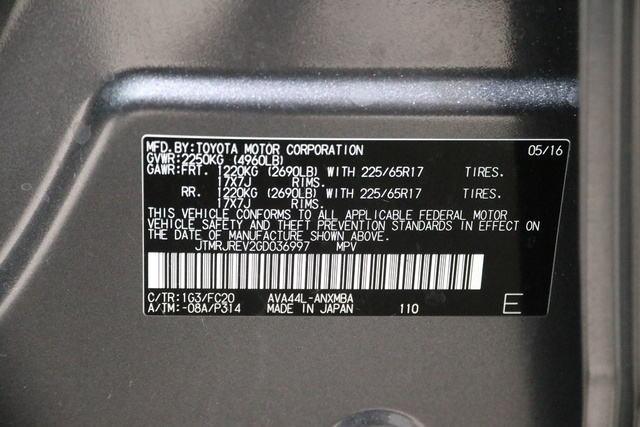 MFD.BY:TOYOTA MOTOR CORPORATION 05/16
GVWR:2250KG (4960LB)
GAWR:FRT. 1220KG (2690LB) WITH 225/65R17 TIRES.
17X7J RIMS.
RR. 1220KG (2690LB) WITH 225/65R17 TIRES.
17X7J RIMS.
THIS VEHICLE CONFORMS TO ALL APPLICABLE FEDERAL MOTOR
VEHICLE SAFETY AND THEFT PREVENTION STANDARDS IN EFFECT ON
THE DATE OF MANUFACTURE SHOWN ABOVE.
JTMRJREV2GD036997 MPV
C/TR:1G3/FC20 AVA44L-ANXMBA
A/TM:-08A/P314 MADE IN JAPAN 110 E